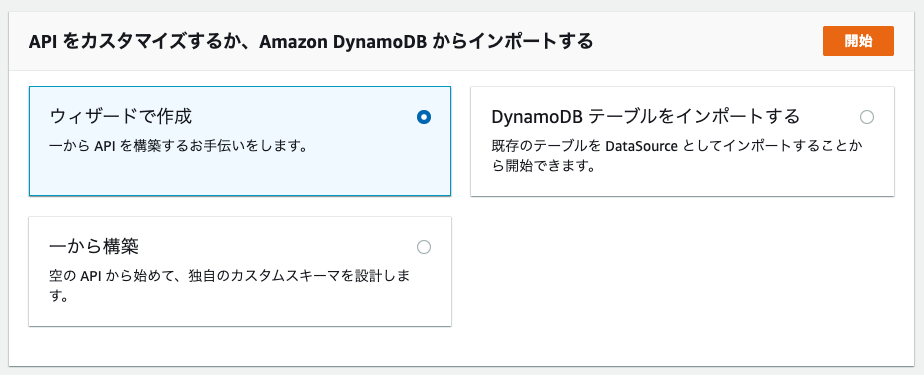 API をカスタマイズするか、Amazon DynamoDB からインポートする
開始
ウィザードで作成
一から API を構築するお手伝いをします。
DynamoDB テーブルをインポートする
既存のテーブルを DataSource としてインポートすることか
ら開始できます。
一から構築
空の API から始めて、独自のカスタムスキーマを設計しま
す。